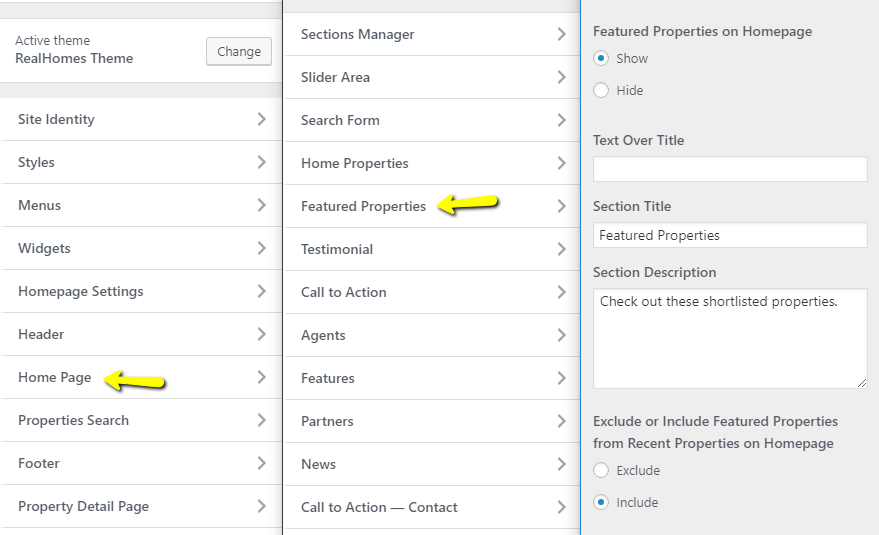 Active theme
RealHomes Theme
Change
Site Identity
Styles
Menus
Widgets
Homepage Settings
Header
Home Page
Properties Search
Footer
Property Detail Page
Sections Manager
Slider Area
Search Form
Home Properties
Featured Properties
Testimonial
Call to Action
Agents
Features
Partners
News
Call to Action — Contact
Featured Properties on Homepage
Show
Hide
Text Over Title
Section Title
Featured Properties
Section Description
Check out these shortlisted properties.
Exclude or Include Featured Properties
from Recent Properties on Homepage
Exclude
Include